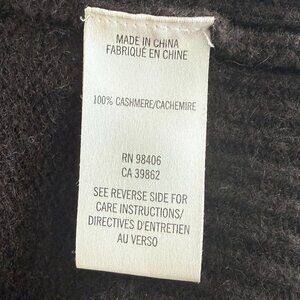 MADE IN CHINA
FABRIQUÉ EN CHINE
100% CASHMERE/CACHEMIRE
RN 98406
CA 39862
SEE REVERSE SIDE FOR
CARE INSTRUCTIONS/
DIRECTIVES D'ENTRETIEN
AU VERSO